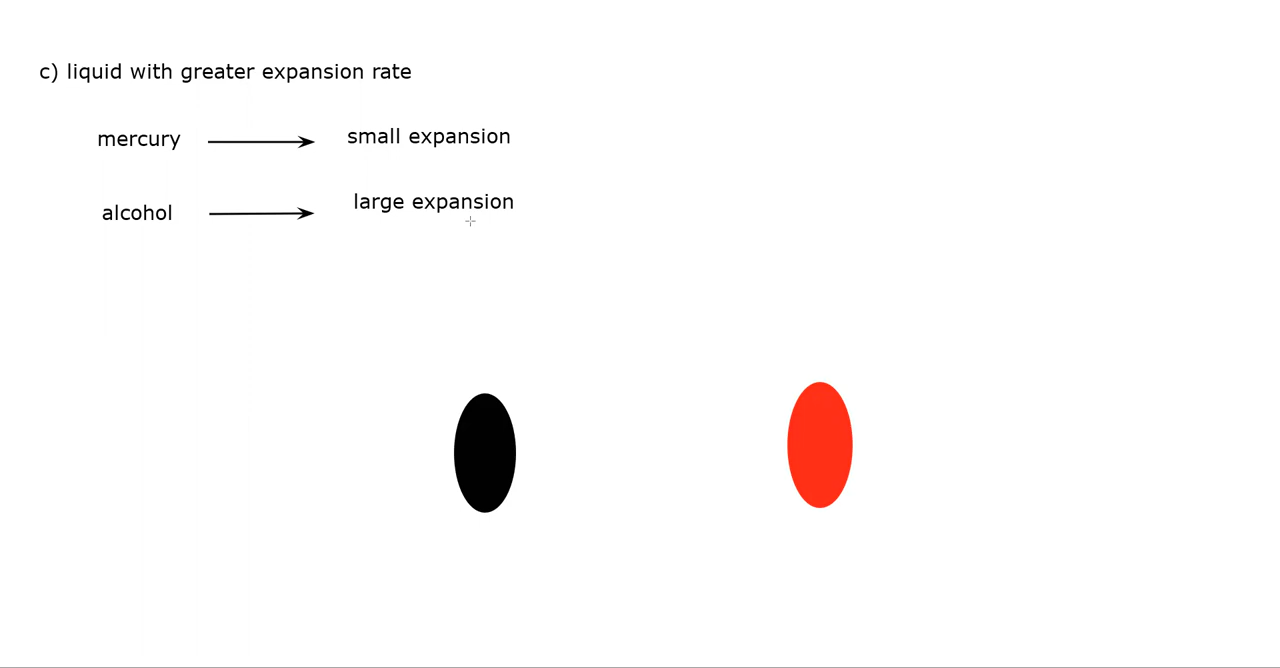 c) liquid with greater expansion rate
mercury small expansion
alcohol large expansion